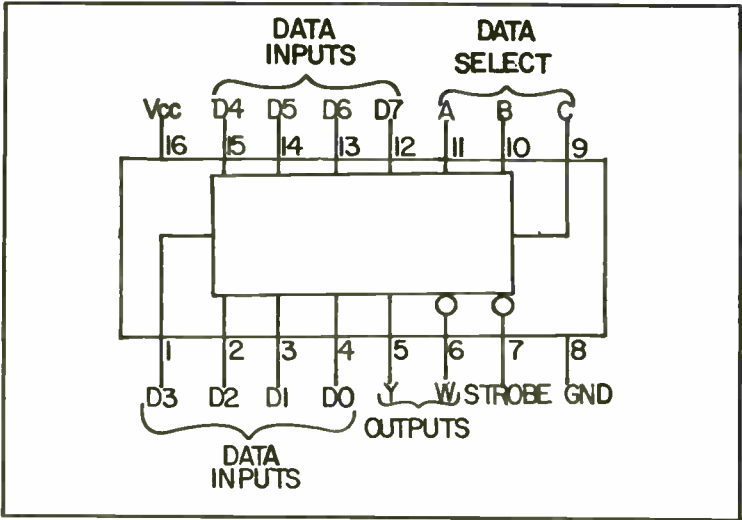 DATA INPUTS
DATA SELECT
Vcc D4 D5 D6 D7 A B C
16 15 14 13 12 11 10 9
1 2 3 4 5 6 7 8
D3 D2 D1 D0 Y W STROBE GND
OUTPUTS
DATA INPUTS